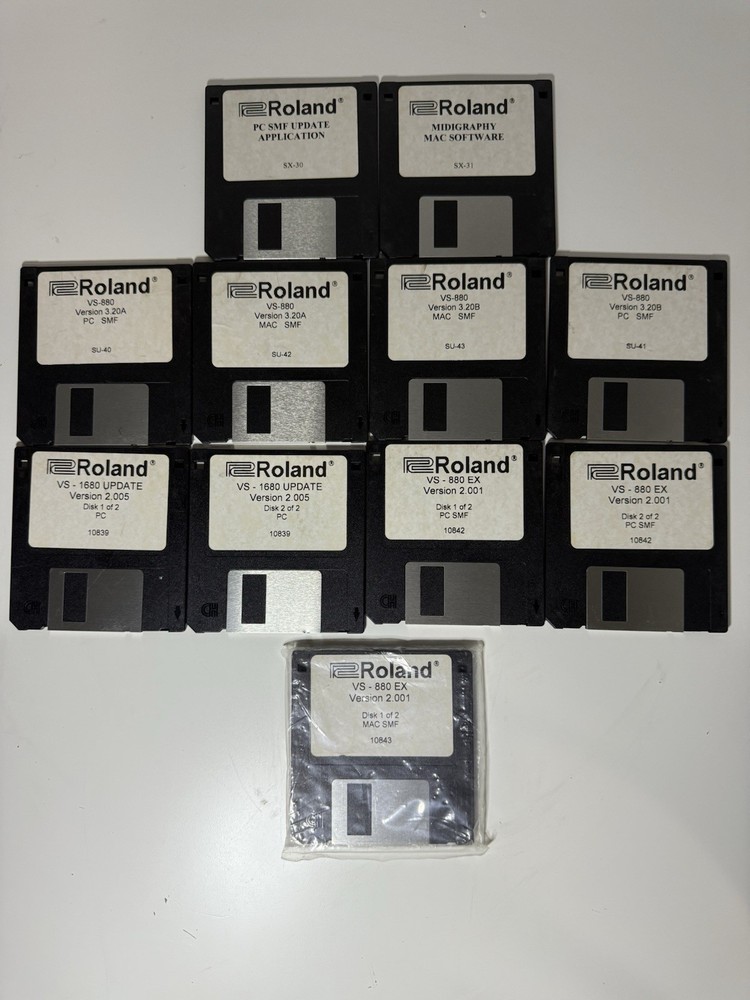 Roland®
PC SMF UPDATE
APPLICATION
SX-30
Roland®
MIDIGRAPHY
MAC SOFTWARE
SX-31
Roland®
VS-880
Version 3.20A
PC SMF
SU-40
Roland®
VS-880
Version 3.20A
MAC SMF
SU-42
Roland®
VS-880
Version 3.20B
MAC SMF
SU-43
Roland®
VS-880
Version 3.20B
PC SMF
SU-41
Roland®
VS - 1680 UPDATE
Version 2.005
Disk 1 of 2
PC
10839
Roland®
VS - 1680 UPDATE
Version 2.005
Disk 2 of 2
PC
10839
HD
Roland®
VS - 880 EX
Version 2.001
Disk 1 of 2
PC SMF
10842
Roland®
VS - 880 EX
Version 2.001
Disk 2 of 2
PC SMF
10842
Roland®
VS - 880 EX
Version 2.001
Disk 1 of 2
MAC SMF
10843